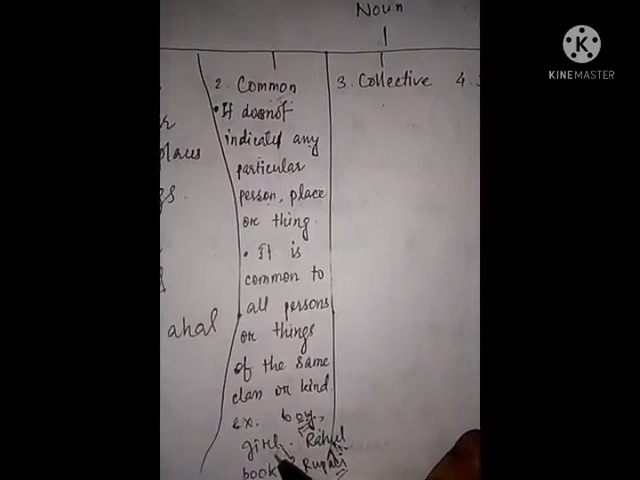 Noun
KINEMASTER
2. Common
3. Collective
4.
• It doesnot
indicates any
particular
person, place
or thing.
• It is
common to
all persons
or things
of the same
clan or kind.
ex. boy,
girl. Rahul
book Rupali
ahal